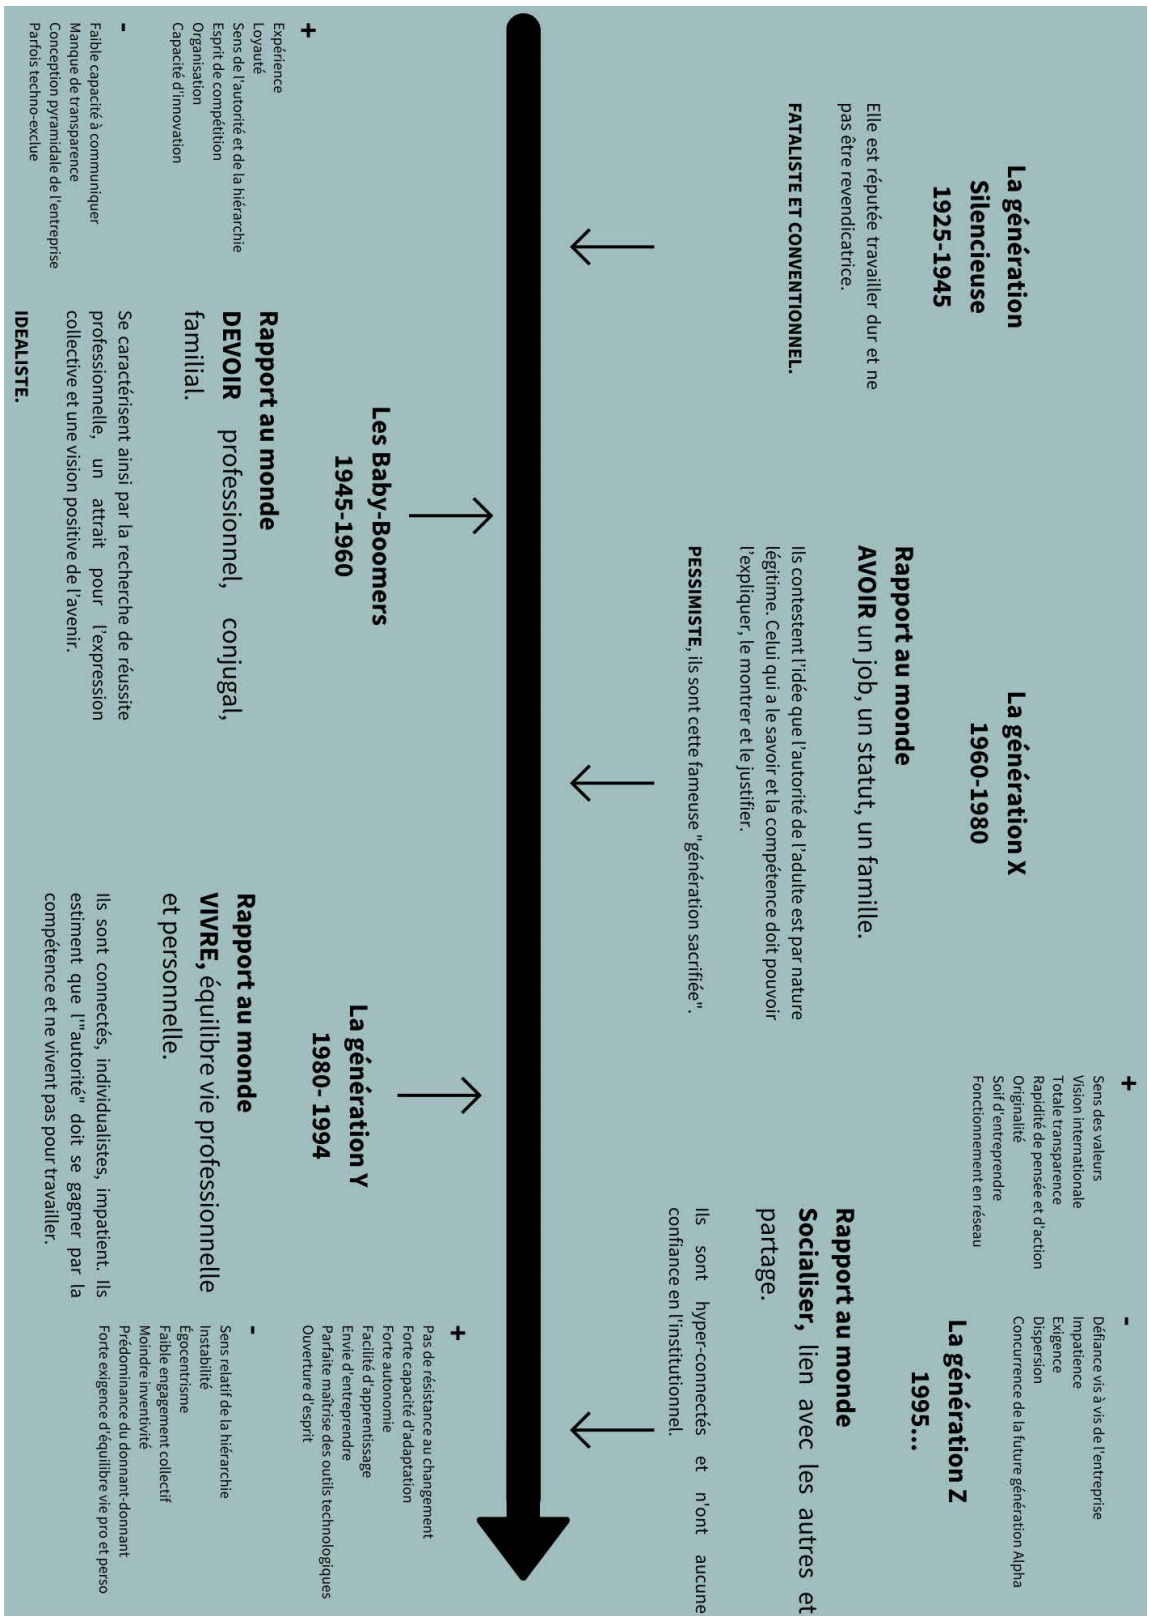 La génération
Silencieuse
1925-1945
Elle est réputée travailler dur et ne
pas être revendicatrice.
FATALISTE ET CONVENTIONNEL.
La génération X
1960-1980
Rapport au monde
AVOIR un job, un statut, un famille.
Ils contestent l'idée que l'autorité de l'adulte est par nature
légitime. Celui qui a le savoir et la compétence doit pouvoir
l'expliquer, le montrer et le justifier.
PESSIMISTE, ils sont cette fameuse "génération sacrifiée".
+
Sens des valeurs
Vision internationale
Totale transparence
Rapidité de pensée et d'action
Originalité
Soif d'entreprendre
Fonctionnement en réseau
-
Défiance vis à vis de l'entreprise
Impatience
Exigence
Dispersion
Concurrence de la future génération Alpha
La génération Z
1995...
Rapport au monde
Socialiser, lien avec les autres et
partage.
Ils sont hyper-connectés et n'ont aucune
confiance en l'institutionnel.
+
Expérience
Loyauté
Sens de l'autorité et de la hiérarchie
Esprit de compétition
Organisation
Capacité d'innovation
-
Faible capacité à communiquer
Manque de transparence
Conception pyramidale de l'entreprise
Parfois techno-exclue
Les Baby-Boomers
1945-1960
Rapport au monde
DEVOIR professionnel, conjugal,
familial.
Se caractérisent ainsi par la recherche de réussite
professionnelle, un attrait pour l'expression
collective et une vision positive de l'avenir.
IDEALISTE.
La génération Y
1980- 1994
Rapport au monde
VIVRE, équilibre vie professionnelle
et personnelle.
Ils sont connectés, individualistes, impatient. Ils
estiment que l'"autorité" doit se gagner par la
compétence et ne vivent pas pour travailler.
+
Pas de résistance au changement
Forte capacité d'adaptation
Forte autonomie
Facilité d'apprentissage
Envie d'entreprendre
Parfaite maîtrise des outils technologiques
Ouverture d'esprit
-
Sens relatif de la hiérarchie
Instabilité
Égocentrisme
Faible engagement collectif
Moindre inventivité
Prédominance du donnant-donnant
Forte exigence d'équilibre vie pro et perso